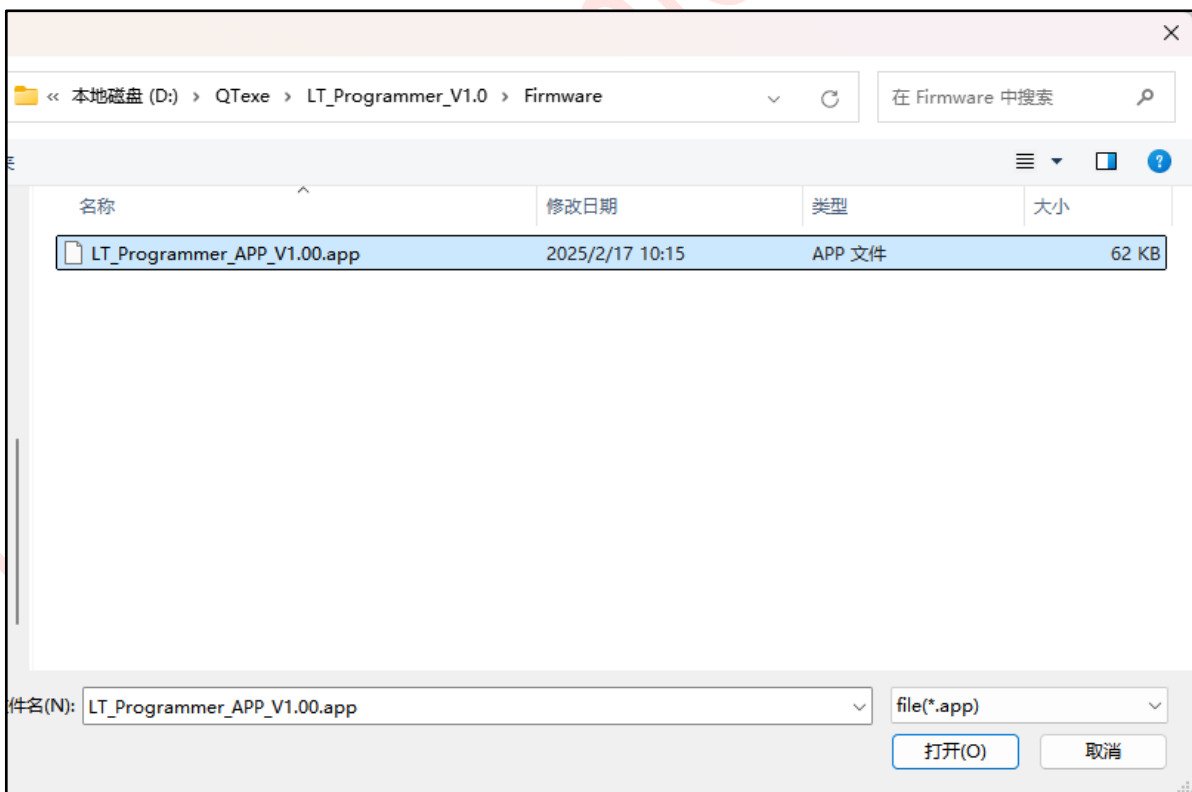 « 本地磁盘 (D:) › QTexe › LT_Programmer_V1.0 › Firmware
在 Firmware 中搜索
名称 修改日期 类型 大小
LT_Programmer_APP_V1.00.app 2025/2/17 10:15 APP 文件 62 KB
件名(N): LT_Programmer_APP_V1.00.app file(*.app)
打开(O) 取消